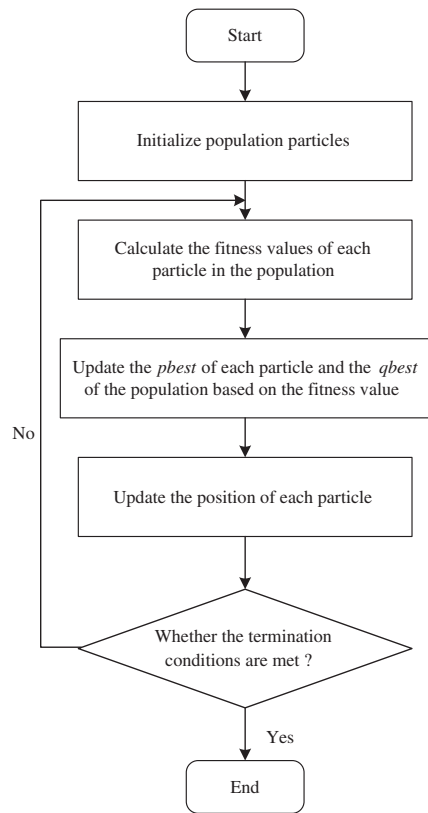 Start
Initialize population particles
Calculate the fitness values of each
particle in the population
Update the pbest of each particle and the qbest
of the population based on the fitness value
No
Update the position of each particle
Whether the termination
conditions are met ?
Yes
End